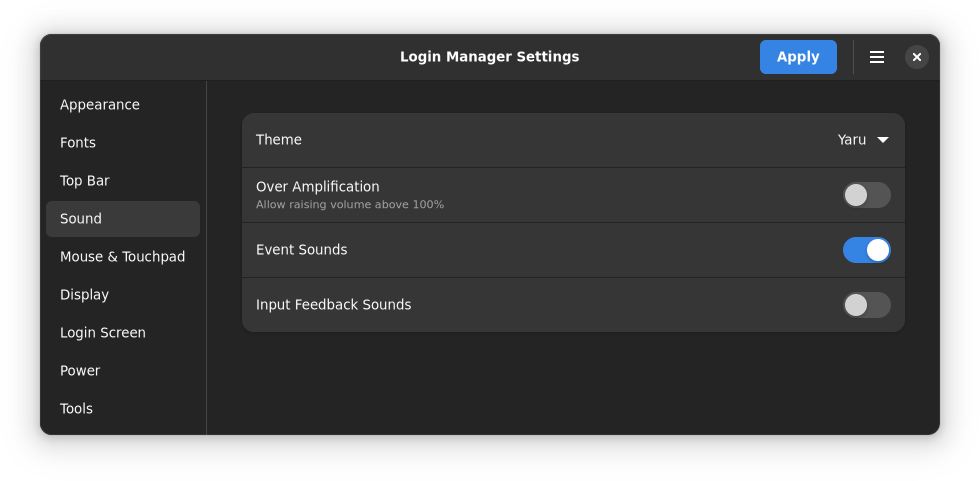 Login Manager Settings
Apply
Appearance
Fonts
Top Bar
Sound
Mouse & Touchpad
Display
Login Screen
Power
Tools
Theme
Yaru
Over Amplification
Allow raising volume above 100%
Event Sounds
Input Feedback Sounds